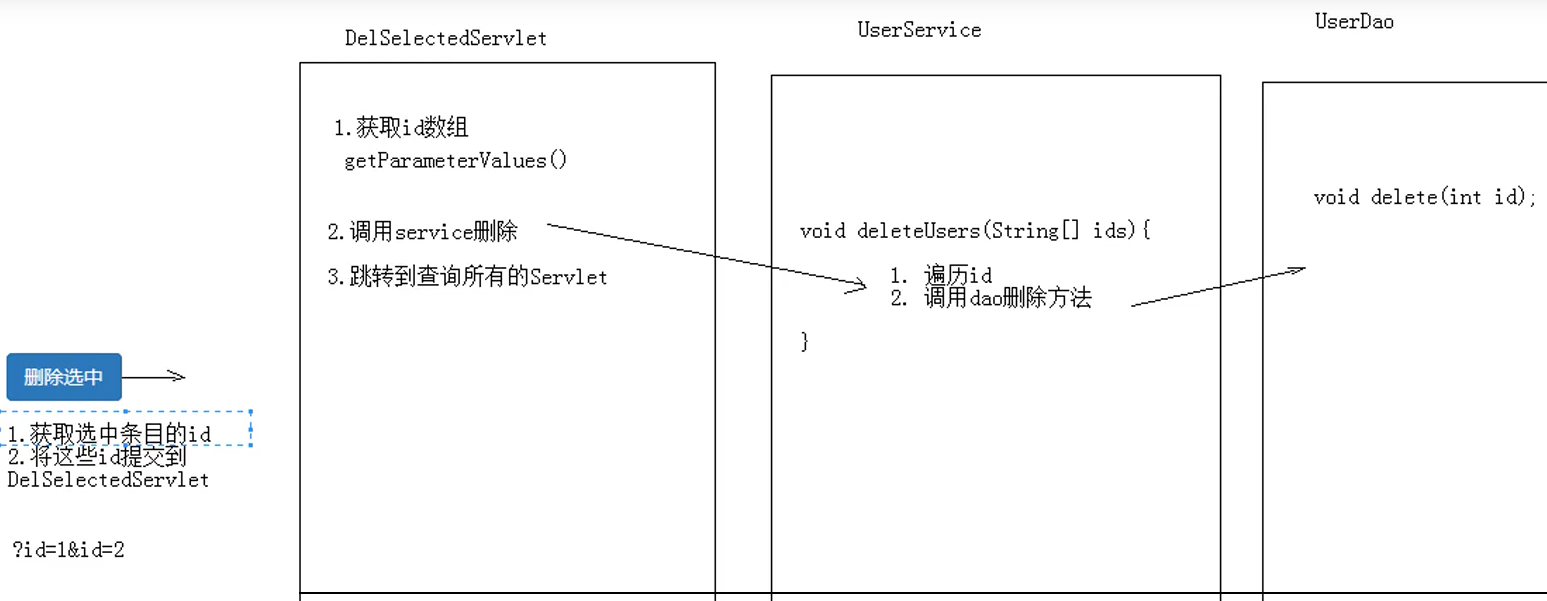 DelSelectedServlet
1.获取id数组
getParameterValues()
2.调用service删除
3.跳转到查询所有的Servlet
UserService
void deleteUsers(String[] ids){
1. 遍历id
2. 调用dao删除方法
}
UserDao
void delete(int id);
删除选中
1.获取选中条目的id
2.将这些id提交到
DelSelectedServlet
?id=1&id=2